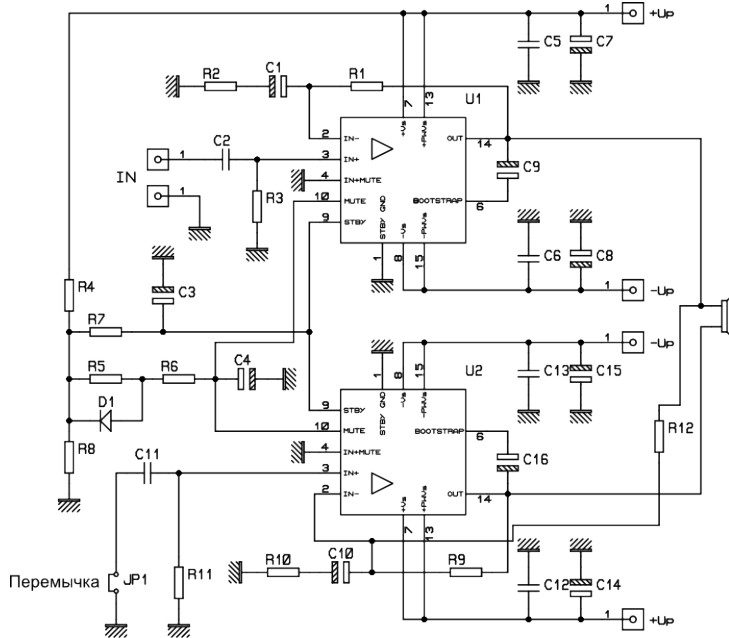 1 +Up
C5 C7
R2 C1 R1
7 13
+Vs +PWVs
U1
2 IN- OUT 14
C2
IN 1 3 IN+
C9
4 IN+MUTE
1 R3 10 MUTE BOOTSTRAP 6
9 STBY
STBY GND -Vs -PWVs
1 8 15
C6 C8
1 -Up
R4 C3
R7
1 -Up
R5 R6 C4
1 8 15
U2
C13 C15
STBY GND -Vs -PWVs
D1
9 STBY
10 MUTE BOOTSTRAP 6
R12
R8 4 IN+MUTE
C11 C16
3 IN+
2 IN- OUT 14
+Vs +PWVs
7 13
R10 C10 R9
Перемычка JP1 R11
C12 C14
1 +Up